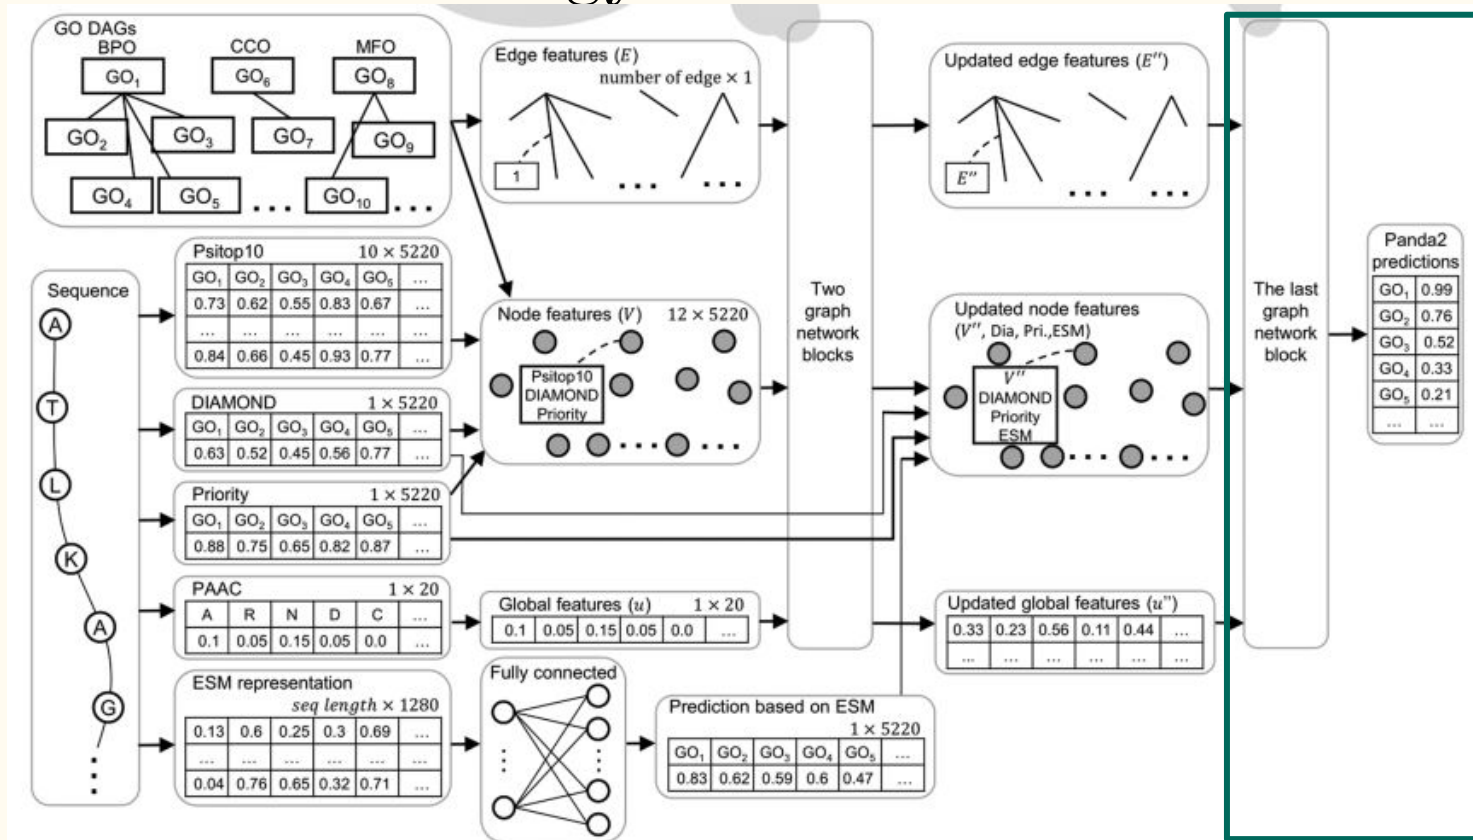 GO DAGs
BPO CCO MFO
GO₁ GO₆ GO₈
GO₂ GO₃ GO₇ GO₉
GO₄ GO₅ ... GO₁₀ ...
Edge features (E)
number of edge × 1
1
... ...
Updated edge features (E'')
E''
... ...
Sequence
A
T
L
K
A
G
⋮
Psitop10 10 × 5220
GO₁ GO₂ GO₃ GO₄ GO₅ ...
0.73 0.62 0.55 0.83 0.67 ...
... ... ... ... ... ...
0.84 0.66 0.45 0.93 0.77 ...
DIAMOND 1 × 5220
GO₁ GO₂ GO₃ GO₄ GO₅ ...
0.63 0.52 0.45 0.56 0.77 ...
Priority 1 × 5220
GO₁ GO₂ GO₃ GO₄ GO₅ ...
0.88 0.75 0.65 0.82 0.87 ...
PAAC 1 × 20
A R N D C ...
0.1 0.05 0.15 0.05 0.0 ...
ESM representation
seq length × 1280
0.13 0.6 0.25 0.3 0.69 ...
... ... ... ... ... ...
0.04 0.76 0.65 0.32 0.71 ...
Node features (V) 12 × 5220
Psitop10
DIAMOND
Priority
... ...
Global features (u) 1 × 20
0.1 0.05 0.15 0.05 0.0 ...
Fully connected
⋮ ⋮
Prediction based on ESM
1 × 5220
GO₁ GO₂ GO₃ GO₄ GO₅ ...
0.83 0.62 0.59 0.6 0.47 ...
Two
graph
network
blocks
Updated node features
(V'', Dia, Pri.,ESM)
V''
DIAMOND
Priority
ESM
... ...
Updated global features (u")
0.33 0.23 0.56 0.11 0.44 ...
... ... ... ... ... ...
The last
graph
network
block
Panda2
predictions
GO₁ 0.99
GO₂ 0.76
GO₃ 0.52
GO₄ 0.33
GO₅ 0.21
... ...